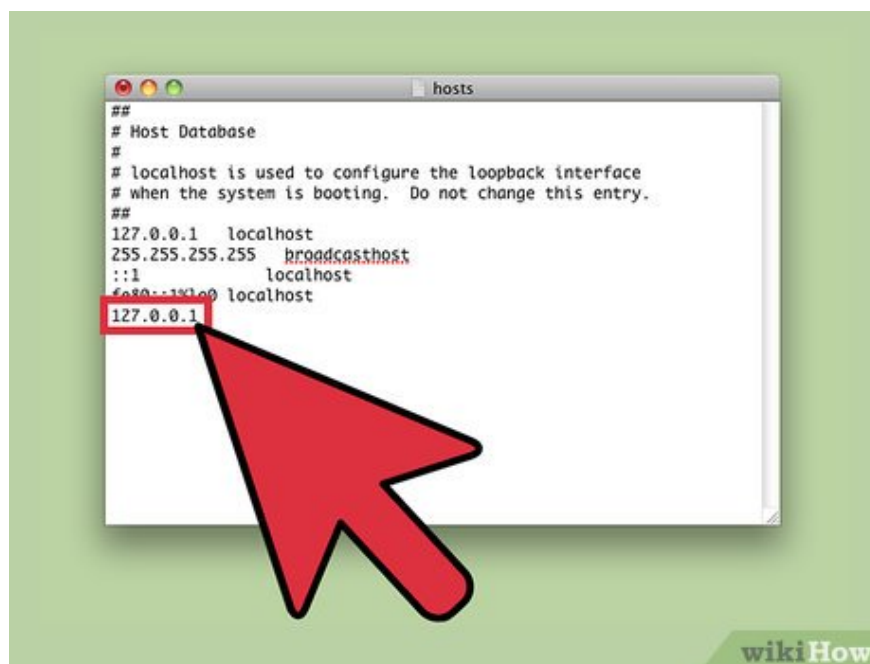 hosts
##
# Host Database
#
# localhost is used to configure the loopback interface
# when the system is booting.  Do not change this entry.
##
127.0.0.1   localhost
255.255.255.255   broadcasthost
::1             localhost
fe80::1%lo0 localhost
127.0.0.1
wikiHow